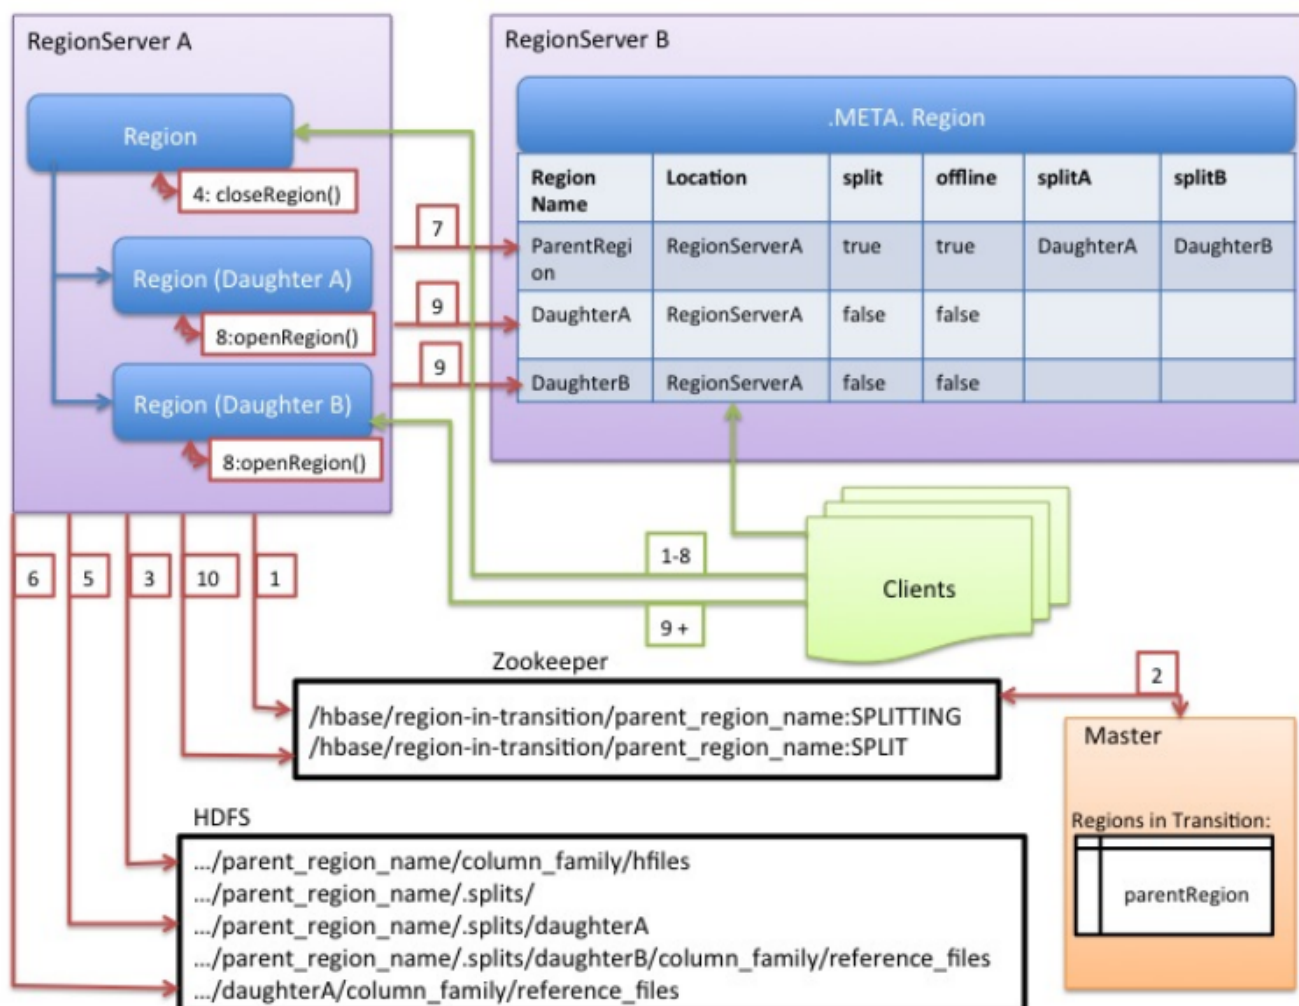 RegionServer A
Region
4: closeRegion()
Region (Daughter A)
8:openRegion()
Region (Daughter B)
8:openRegion()
7
9
9
RegionServer B
.META. Region
Region Name Location split offline splitA splitB
ParentRegi
on RegionServerA true true DaughterA DaughterB
DaughterA RegionServerA false false
DaughterB RegionServerA false false
6 5 3 10 1
1-8
9 +
Clients
Zookeeper
/hbase/region-in-transition/parent_region_name:SPLITTING
/hbase/region-in-transition/parent_region_name:SPLIT
2
Master
Regions in Transition:
parentRegion
HDFS
.../parent_region_name/column_family/hfiles
.../parent_region_name/.splits/
.../parent_region_name/.splits/daughterA
.../parent_region_name/.splits/daughterB/column_family/reference_files
.../daughterA/column_family/reference_files